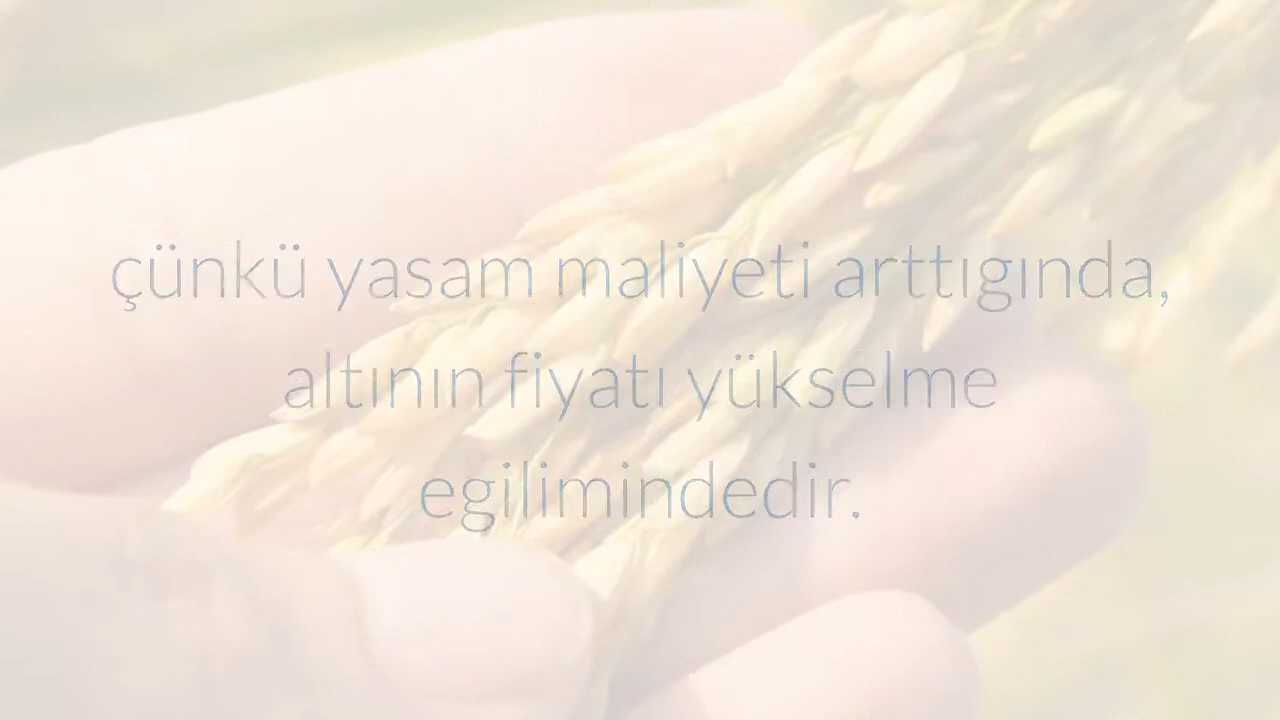 çünkü yasam maliyeti arttıgında,
altının fiyatı yükselme
egilimindedir.